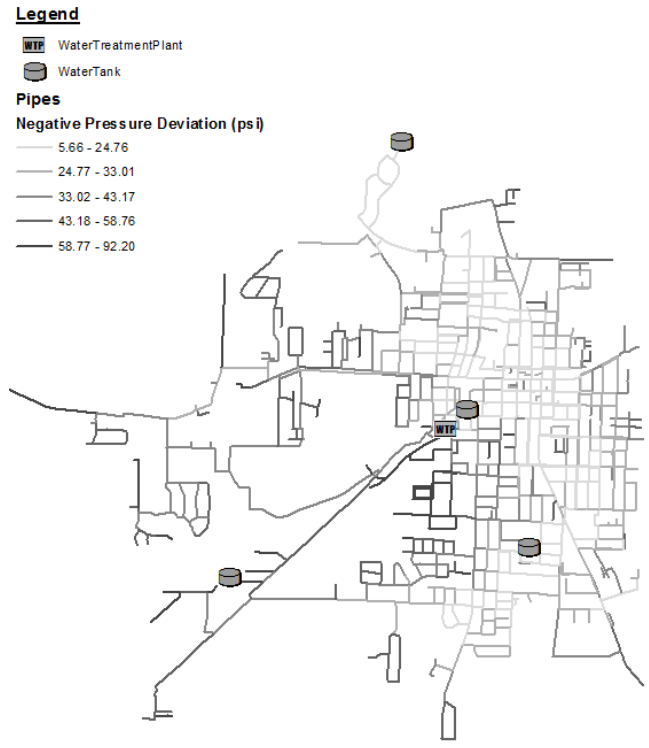 Legend
WTP WaterTreatmentPlant
WaterTank
Pipes
Negative Pressure Deviation (psi)
5.66 - 24.76
24.77 - 33.01
33.02 - 43.17
43.18 - 58.76
58.77 - 92.20
WTP